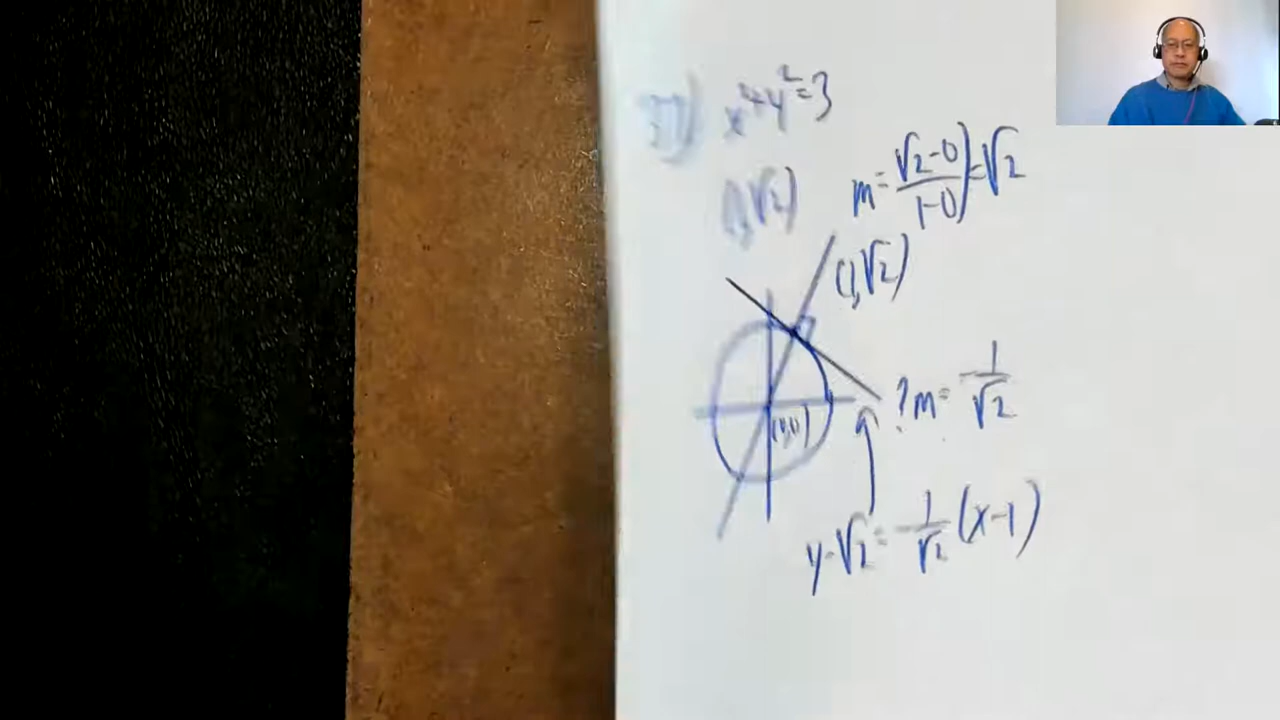 x²+y²=3
(1,√2)
m=(√2-0)/(1-0)=√2
(1,√2)
(0,0)
? m=-1/√2
y-√2=-1/√2(x-1)